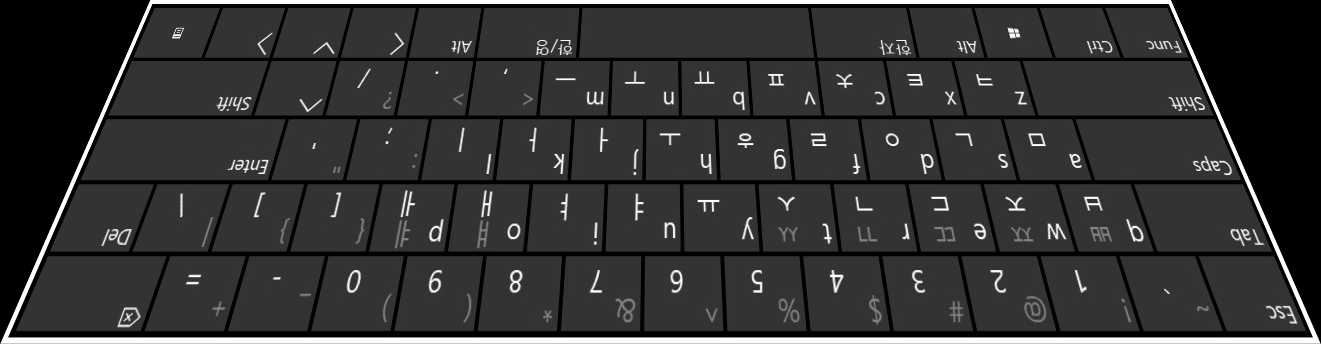 Esc ~ ` ! 1 @ 2 # 3 $ 4 % 5 ^ 6 & 7 * 8 ( 9 ) 0 _ - + =
Tab q ㅃ ㅂ w ㅉ ㅈ e ㄸ ㄷ r ㄲ ㄱ t ㅆ ㅅ y ㅛ u ㅕ i ㅑ o ㅒ ㅐ p ㅖ ㅔ { [ } ] | \ Del
Caps a ㅁ s ㄴ d ㅇ f ㄹ g ㅎ h ㅗ j ㅓ k ㅏ l ㅣ : ; " ' Enter
Shift z ㅋ x ㅌ c ㅊ v ㅍ b ㅠ n ㅜ m ㅡ < , > . ? / Shift
Func Ctrl Alt 한자 한/영 Alt